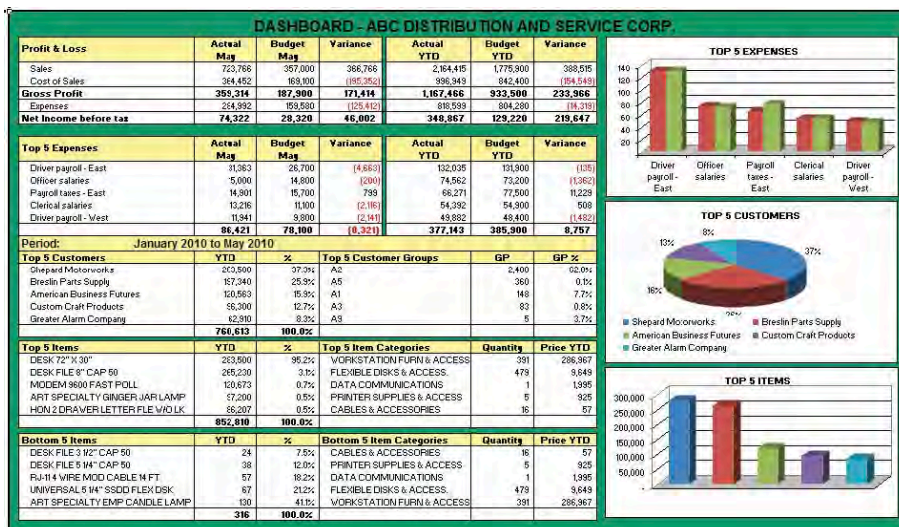 DASHBOARD - ABC DISTRIBUTION AND SERVICE CORP.
Profit & Loss Actual May Budget May Variance Actual YTD Budget YTD Variance
Sales 723,766 357,000 366,766 2,164,415 1,775,900 388,515
Cost of Sales 364,452 169,100 (195,352) 996,949 842,400 (154,549)
Gross Profit 359,314 187,900 171,414 1,167,466 933,500 233,966
Expenses 284,992 159,580 (125,412) 818,599 804,280 (14,319)
Net Income before tax 74,322 28,320 46,002 348,867 129,220 219,647
Top 5 Expenses Actual May Budget May Variance Actual YTD Budget YTD Variance
Driver payroll - East 31,363 26,700 (4,663) 132,035 131,900 (135)
Officer salaries 15,000 14,800 (200) 74,562 73,200 (1,362)
Payroll taxes - East 14,901 15,700 799 66,271 77,500 11,229
Clerical salaries 13,216 11,100 (2,116) 54,392 54,900 508
Driver payroll - West 11,941 9,800 (2,141) 49,882 48,400 (1,482)
86,421 78,100 (8,321) 377,143 385,900 8,757
Period: January 2010 to May 2010
Top 5 Customers YTD % Top 5 Customer Groups GP GP %
Shepard Motorworks 37.3% A2 2,400
Breslin Parts Supply 197,340 25.9% A5 360 0.1%
American Business Futures 120,563 15.9% A1 148 7.7%
Custom Craft Products 96,300 12.7% A3 83 0.8%
Greater Alarm Company 62,910 8.3% A9 5 3.7%
760,613 100.0%
Top 5 Items YTD % Top 5 Item Categories Quantity Price YTD
DESK 72" X 30" 283,500 95.2% WORKSTATION FURN & ACCESS 391 286,967
DESK FILE 8" CAP 50 265,230 3.1% FLEXIBLE DISKS & ACCESS. 479 9,649
MODEM 9600 FAST POLL 120,673 0.7% DATA COMMUNICATIONS 1 1,995
ART SPECIALTY GINGER JAR LAMP 97,200 0.5% PRINTER SUPPLIES & ACCESS 5 925
HON 2 DRAWER LETTER FLE W/O LK 86,207 0.5% CABLES & ACCESSORIES 16 57
852,810 100.0%
Bottom 5 Items YTD % Bottom 5 Item Categories Quantity Price YTD
DESK FILE 3 1/2" CAP 50 24 7.5% CABLES & ACCESSORIES 16 57
DESK FILE 5 1/4" CAP 50 38 12.0% PRINTER SUPPLIES & ACCESS 5 925
RJ-11 4 WIRE MOD CABLE 14 FT 57 18.2% DATA COMMUNICATIONS 1 1,995
UNIVERSAL 5 1/4" SSDD FLEX DSK 67 21.2% FLEXIBLE DISKS & ACCESS. 479 9,649
ART SPECIALTY EMP CANDLE LAMP 130 41.1% WORKSTATION FURN & ACCESS 391 286,967
316 100.0%
TOP 5 EXPENSES
140
120
100
80
60
40
20
Driver payroll - East Officer salaries Payroll taxes - East Clerical salaries Driver payroll - West
TOP 5 CUSTOMERS
8%
13%
37%
16%
26%
Shepard Motorworks Breslin Parts Supply
American Business Futures Custom Craft Products
Greater Alarm Company
TOP 5 ITEMS
300,000
250,000
200,000
150,000
100,000
50,000
-